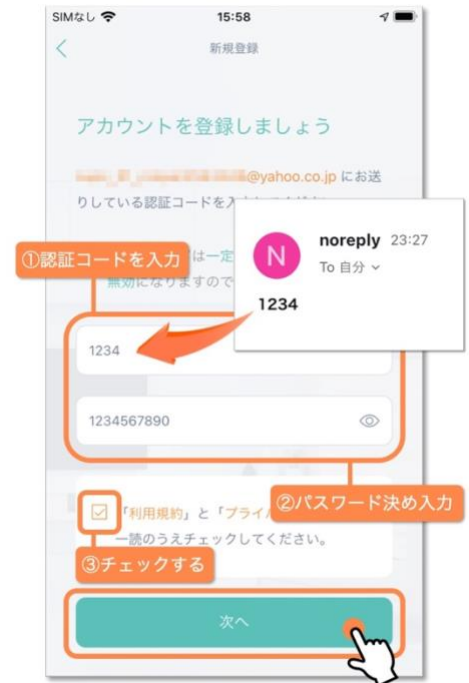 SIMなし
15:58
新規登録
アカウントを登録しましょう
@yahoo.co.jp にお送
りしている認証コードを入
noreply 23:27
To 自分
N
1234
①認証コードを入力
は一定
無効になりますので
1234
1234567890
②パスワード決め入力
「利用規約」と「プライ
一読のうえチェックしてください。
③チェックする
次へ